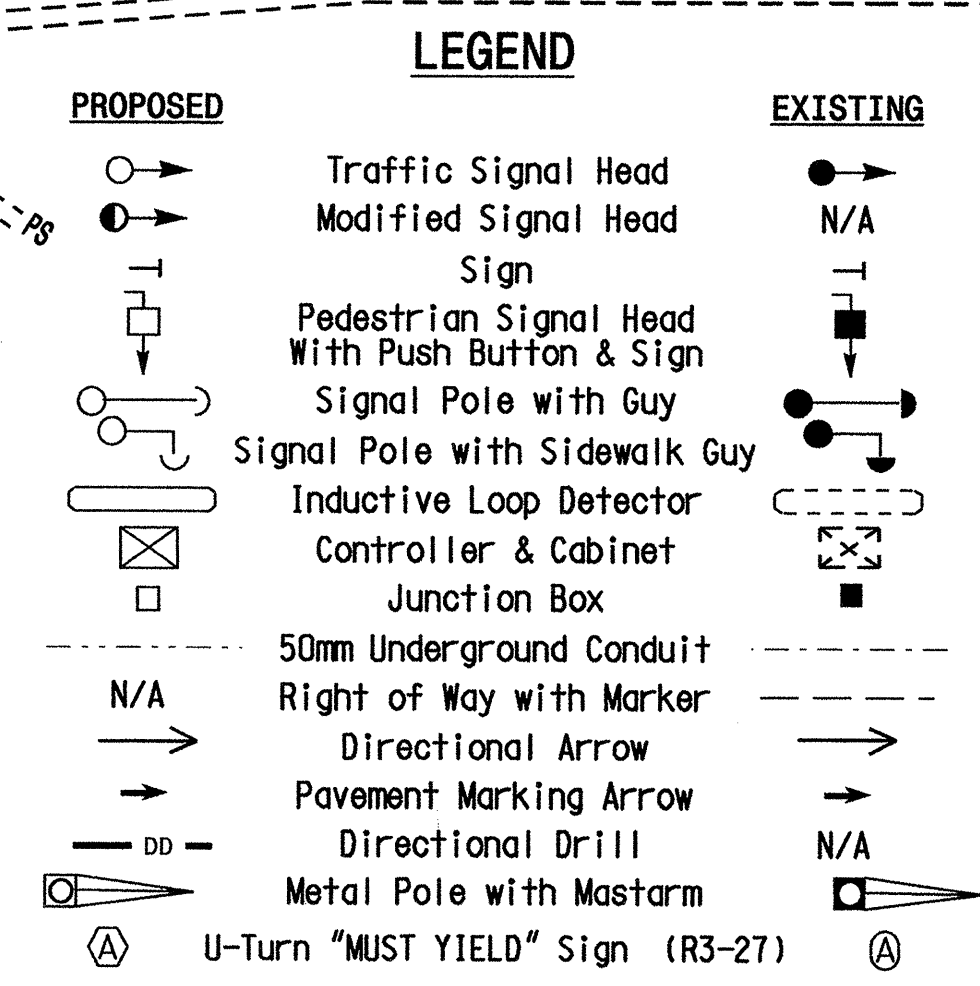 LEGEND
PROPOSED EXISTING
Traffic Signal Head
Modified Signal Head N/A
PS
Sign
Pedestrian Signal Head
With Push Button & Sign
Signal Pole with Guy
Signal Pole with Sidewalk Guy
Inductive Loop Detector
Controller & Cabinet
Junction Box
50mm Underground Conduit
N/A Right of Way with Marker
Directional Arrow
Pavement Marking Arrow
DD Directional Drill N/A
Metal Pole with Mastarm
A U-Turn "MUST YIELD" Sign (R3-27) A